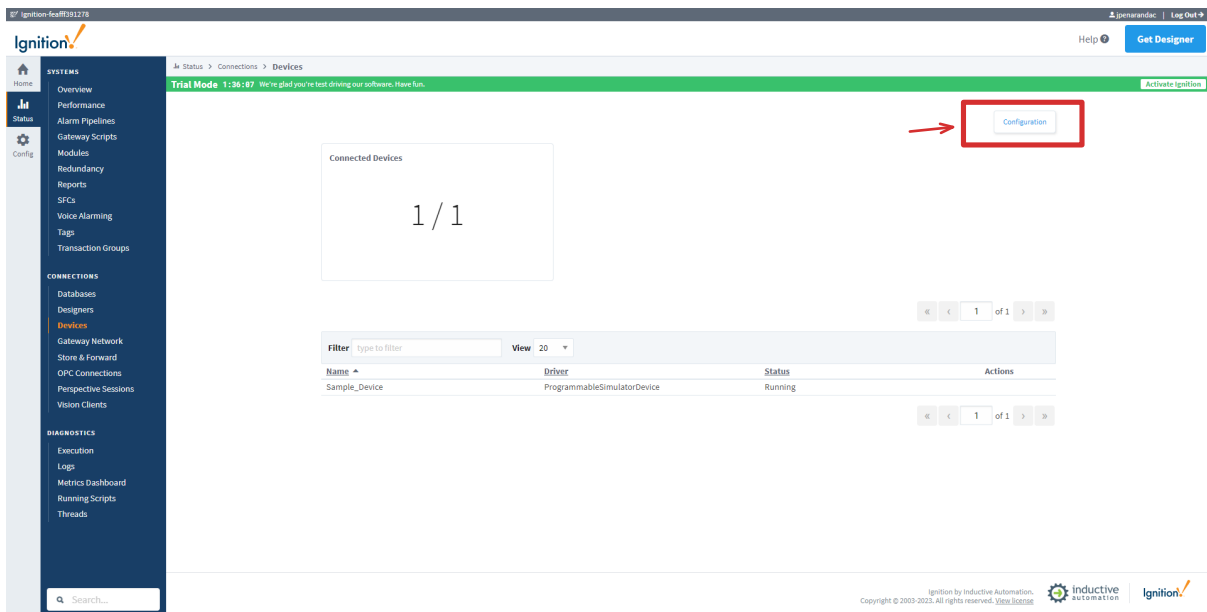 Ignition-feafff391278
jpenarandac | Log Out
Ignition!
Help
Get Designer
Home
Status
Config
SYSTEMS
Overview
Performance
Alarm Pipelines
Gateway Scripts
Modules
Redundancy
Reports
SFCs
Voice Alarming
Tags
Transaction Groups
CONNECTIONS
Databases
Designers
Devices
Gateway Network
Store & Forward
OPC Connections
Perspective Sessions
Vision Clients
DIAGNOSTICS
Execution
Logs
Metrics Dashboard
Running Scripts
Threads
Search...
Status > Connections > Devices
Trial Mode 1:36:07 We're glad you're test driving our software. Have fun.
Activate Ignition
Configuration
Connected Devices
1 / 1
« ‹ 1 of 1 › »
Filter type to filter View 20
Name Driver Status Actions
Sample_Device ProgrammableSimulatorDevice Running
« ‹ 1 of 1 › »
Ignition by Inductive Automation.
Copyright © 2003-2023. All rights reserved. View license
inductive
automation
Ignition!